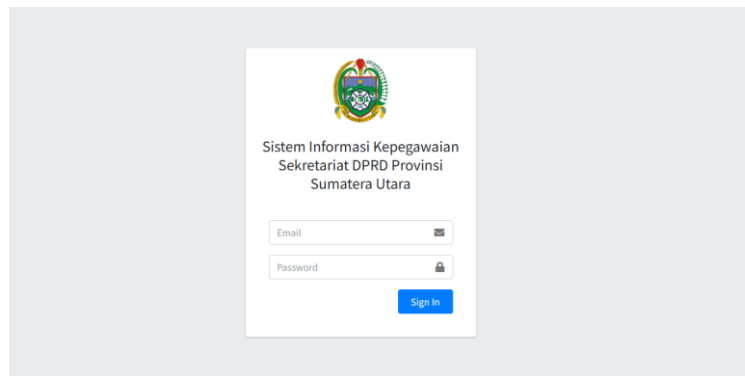 Sistem Informasi Kepegawaian
Sekretariat DPRD Provinsi
Sumatera Utara
Email
Password
Sign In